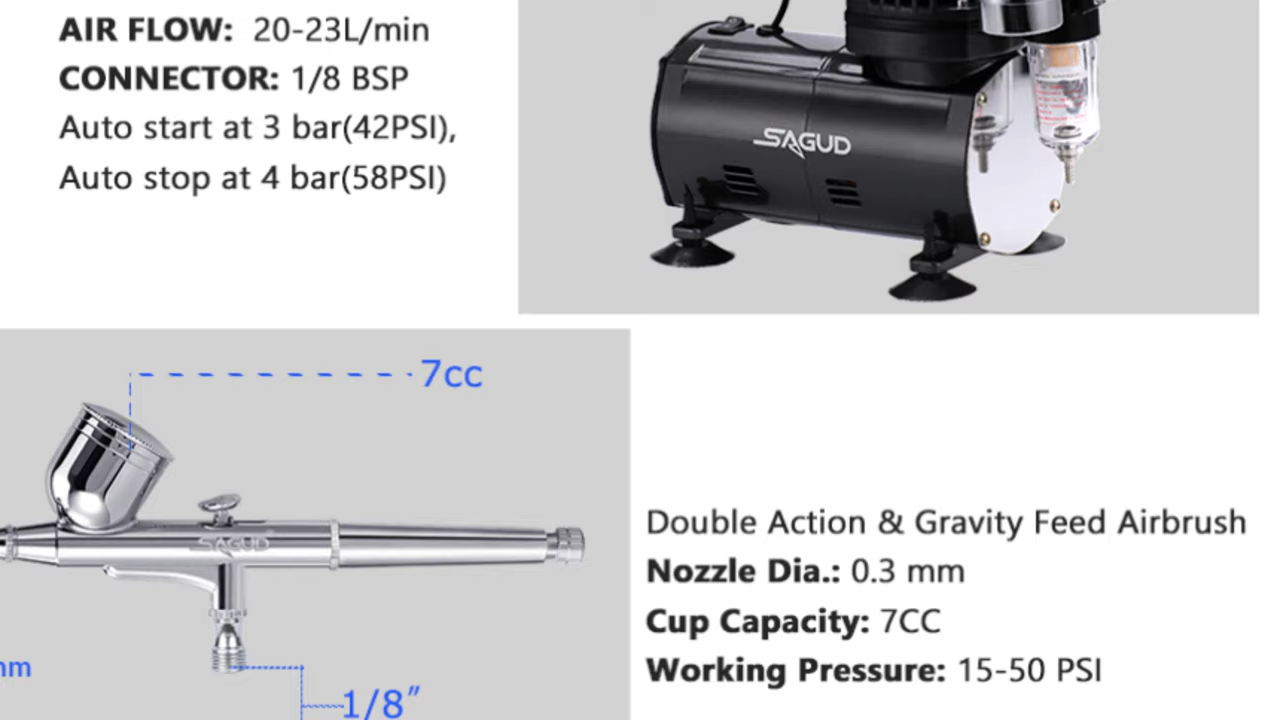 AIR FLOW: 20-23L/min
CONNECTOR: 1/8 BSP
Auto start at 3 bar(42PSI),
Auto stop at 4 bar(58PSI)
SAGUD
7cc
SAGUD
mm
1/8"
Double Action & Gravity Feed Airbrush
Nozzle Dia.: 0.3 mm
Cup Capacity: 7CC
Working Pressure: 15-50 PSI